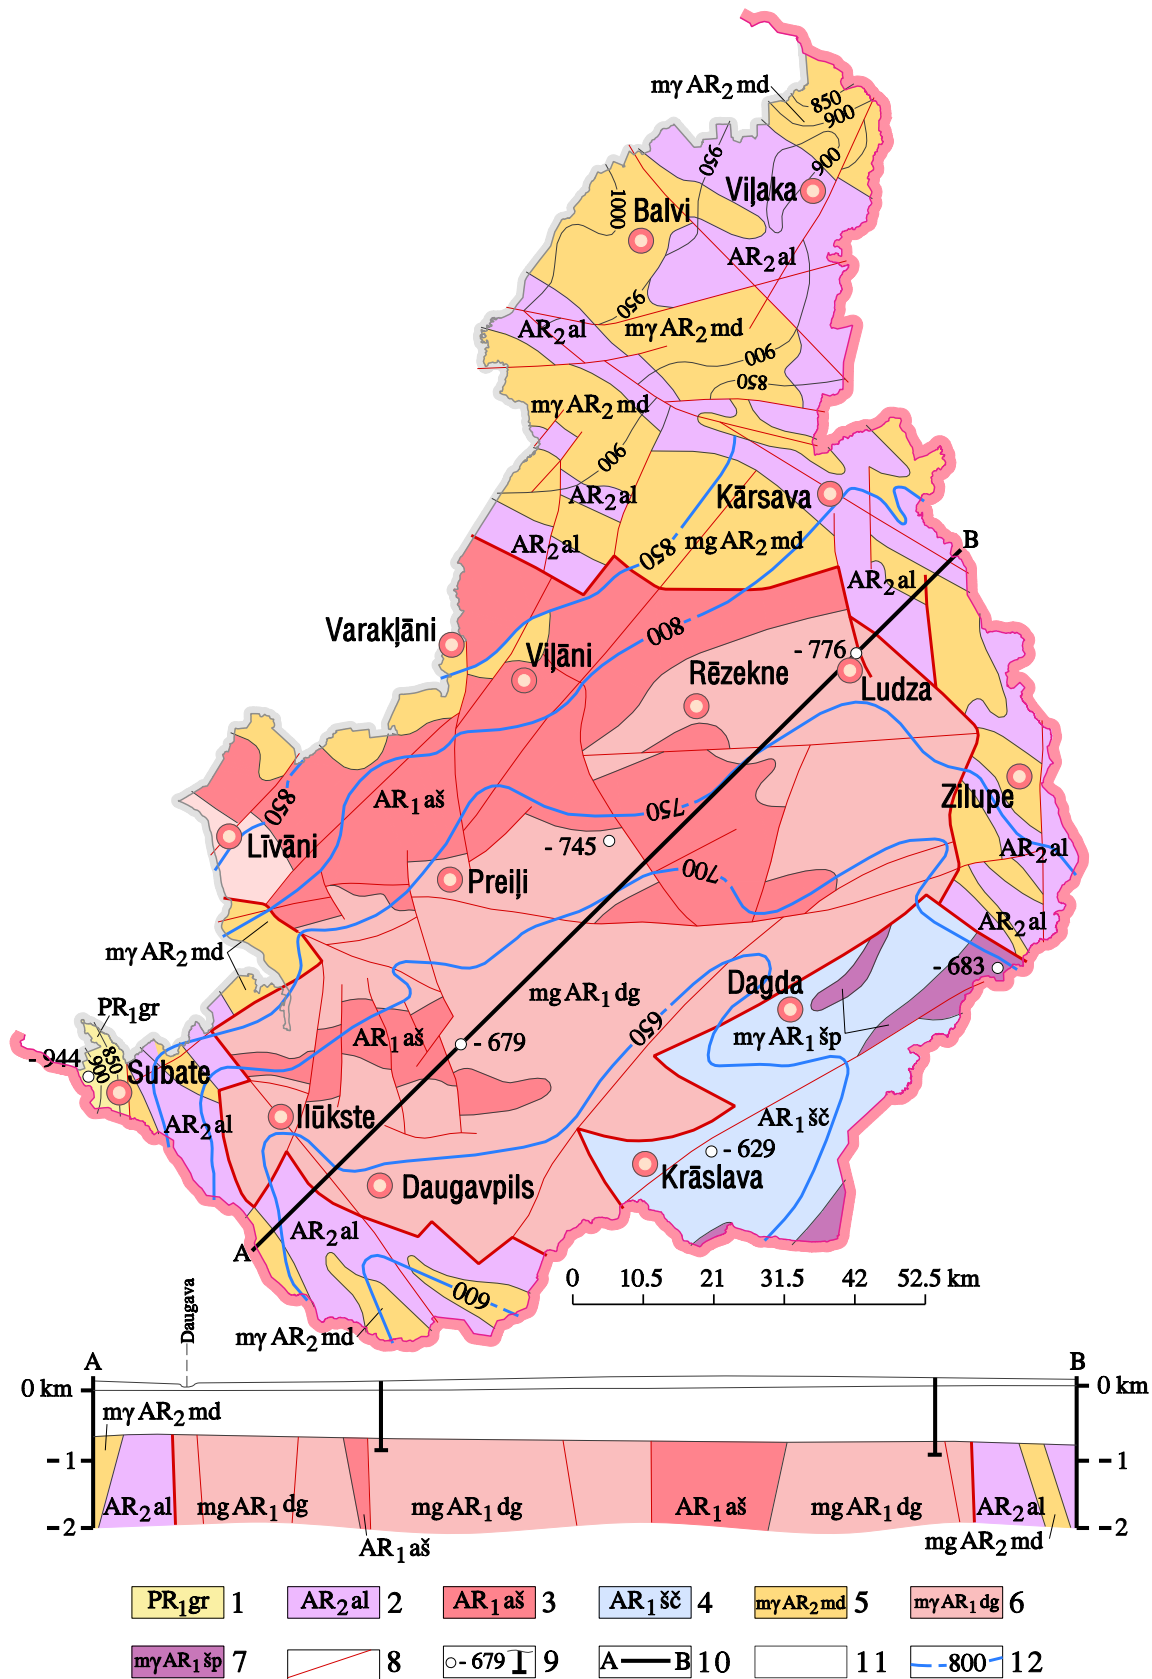 mγ AR₂ md
850
900
900
950
Viļaka
1000
Balvi
AR₂ al
950
AR₂ al
mγ AR₂ md
900
850
mγ AR₂ md
900
AR₂ al
Kārsava
850
mg AR₂ md
AR₂ al
B
AR₂ al
Varakļāni
800
Viļāni
- 776
Rēzekne
Ludza
850
AR₁ aš
750
Zilupe
Līvāni
- 745
AR₂ al
Preiļi
700
AR₂ al
mγ AR₂ md
- 683
Dagda
mg AR₁ dg
PR₁gr
650
mγ AR₁ šp
AR₁ aš
- 679
- 944
850
900
Subate
Ilūkste
AR₂ al
AR₁ šč
- 629
Krāslava
Daugavpils
AR₂ al
A
0 10.5 21 31.5 42 52.5 km
600
mγ AR₂ md
Daugava
A B
0 km 0 km
mγ AR₂ md
–1 –1
AR₂ al mg AR₁ dg mg AR₁ dg AR₁ aš mg AR₁ dg AR₂ al
–2 –2
AR₁ aš mg AR₂ md
PR₁gr 1 AR₂ al 2 AR₁ aš 3 AR₁ šč 4 mγ AR₂ md 5 mγ AR₁ dg 6
mγ AR₁ šp 7 8 - 679 9 A B 10 11 800 12